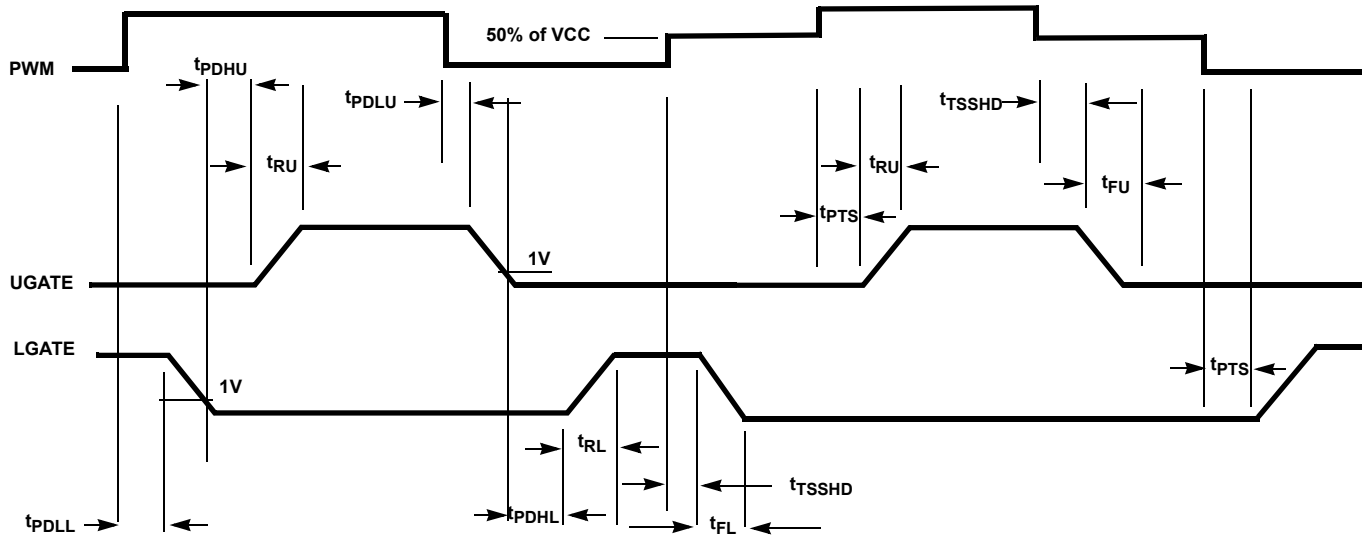 50% of VCC
PWM
tPDHU
tPDLU
tTSSHD
tRU
tRU
tFU
tPTS
1V
UGATE
LGATE
tPTS
1V
tRL
tTSSHD
tPDLL
tPDHL
tFL